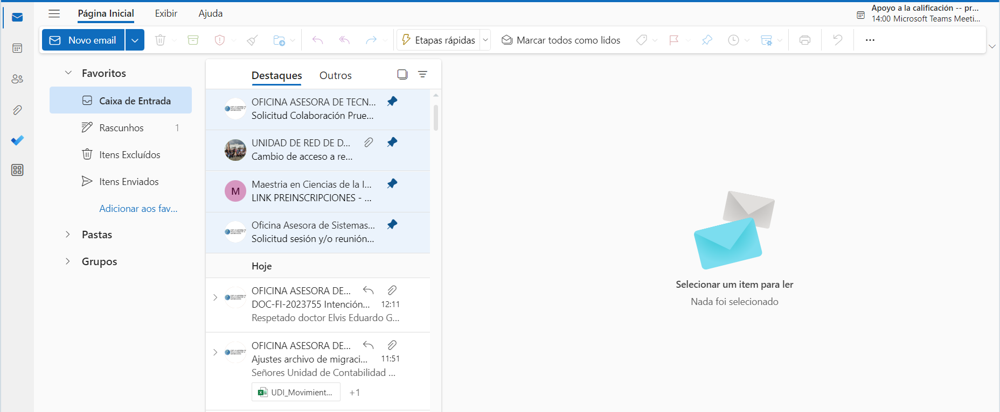 Página Inicial
Exibir
Ajuda
Apoyo a la calificación -- pr...
14:00 Microsoft Teams Meeti...
Novo email
Etapas rápidas
Marcar todos como lidos
Favoritos
Caixa de Entrada
Rascunhos 1
Itens Excluídos
Itens Enviados
Adicionar aos fav...
Pastas
Grupos
Destaques
Outros
OFICINA ASESORA DE TECN...
Solicitud Colaboración Prue...
UNIDAD DE RED DE D...
Cambio de acceso a re...
M
Maestria en Ciencias de la I...
LINK PREINSCRIPCIONES - ...
Oficina Asesora de Sistemas...
Solicitud sesión y/o reunión...
Hoje
OFICINA ASESORA DE...
DOC-FI-2023755 Intención... 12:11
Respetado doctor Elvis Eduardo G...
OFICINA ASESORA DE...
Ajustes archivo de migraci... 11:51
Señores Unidad de Contabilidad ...
UDI_Movimient... +1
Selecionar um item para ler
Nada foi selecionado